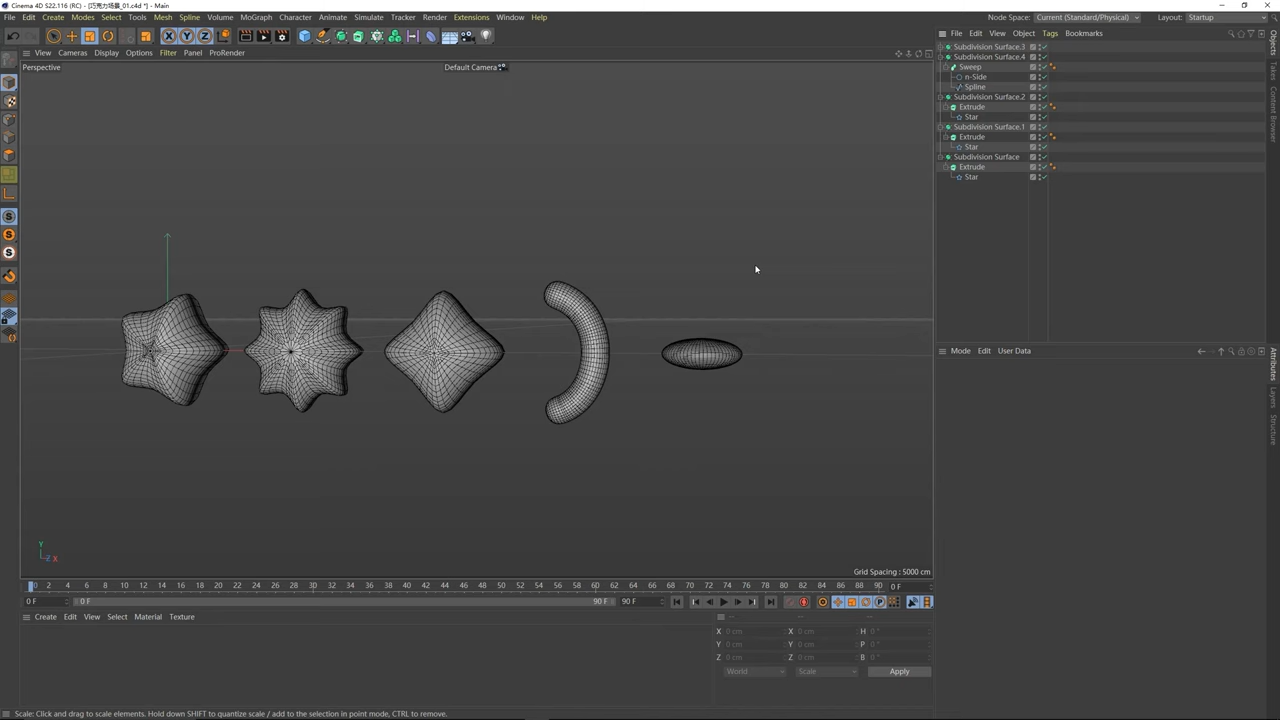 Cinema 4D S22.116 (RC) - [巧克力场景_01.c4d *] - Main
File Edit Create Modes Select Tools Mesh Spline Volume MoGraph Character Animate Simulate Tracker Render Extensions Window Help
Node Space: Current (Standard/Physical) Layout: Startup
View Cameras Display Options Filter Panel ProRender
File Edit View Object Tags Bookmarks
Perspective
Default Camera
Subdivision Surface.3
Subdivision Surface.4
Sweep
n-Side
Spline
Subdivision Surface.2
Extrude
Star
Subdivision Surface.1
Extrude
Star
Subdivision Surface
Extrude
Star
Objects
Takes
Content Browser
Mode Edit User Data
Attributes
Layers
Structure
Y
Z X
Grid Spacing : 5000 cm
0 2 4 6 8 10 12 14 16 18 20 22 24 26 28 30 32 34 36 38 40 42 44 46 48 50 52 54 56 58 60 62 64 66 68 70 72 74 76 78 80 82 84 86 88 90 0 F
0 F 0 F 90 F 90 F
Create Edit View Select Material Texture
-- -- --
X 0 cm X 0 cm H 0 °
Y 0 cm Y 0 cm P 0 °
Z 0 cm Z 0 cm B 0 °
World Scale Apply
Scale: Click and drag to scale elements. Hold down SHIFT to quantize scale / add to the selection in point mode, CTRL to remove.